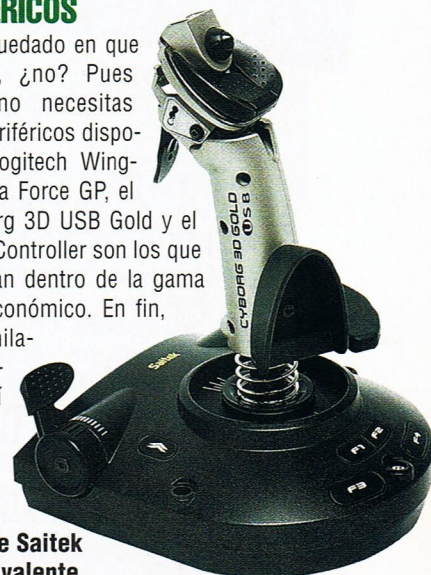 RICOS
uedado en que
, ¿no? Pues
no necesitas
riféricos dispo-
ogitech Wing-
a Force GP, el
rg 3D USB Gold y el
Controller son los que
an dentro de la gama
conómico. En fin,
nila-
-
í
e Saitek
valente
CYBORG 3D GOLD
USB
Saitek
F1 F2
F3
F4